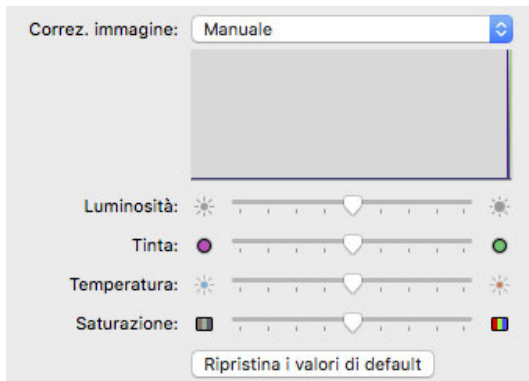 Correz. immagine: Manuale
Luminosità:
Tinta:
Temperatura:
Saturazione:
Ripristina i valori di default